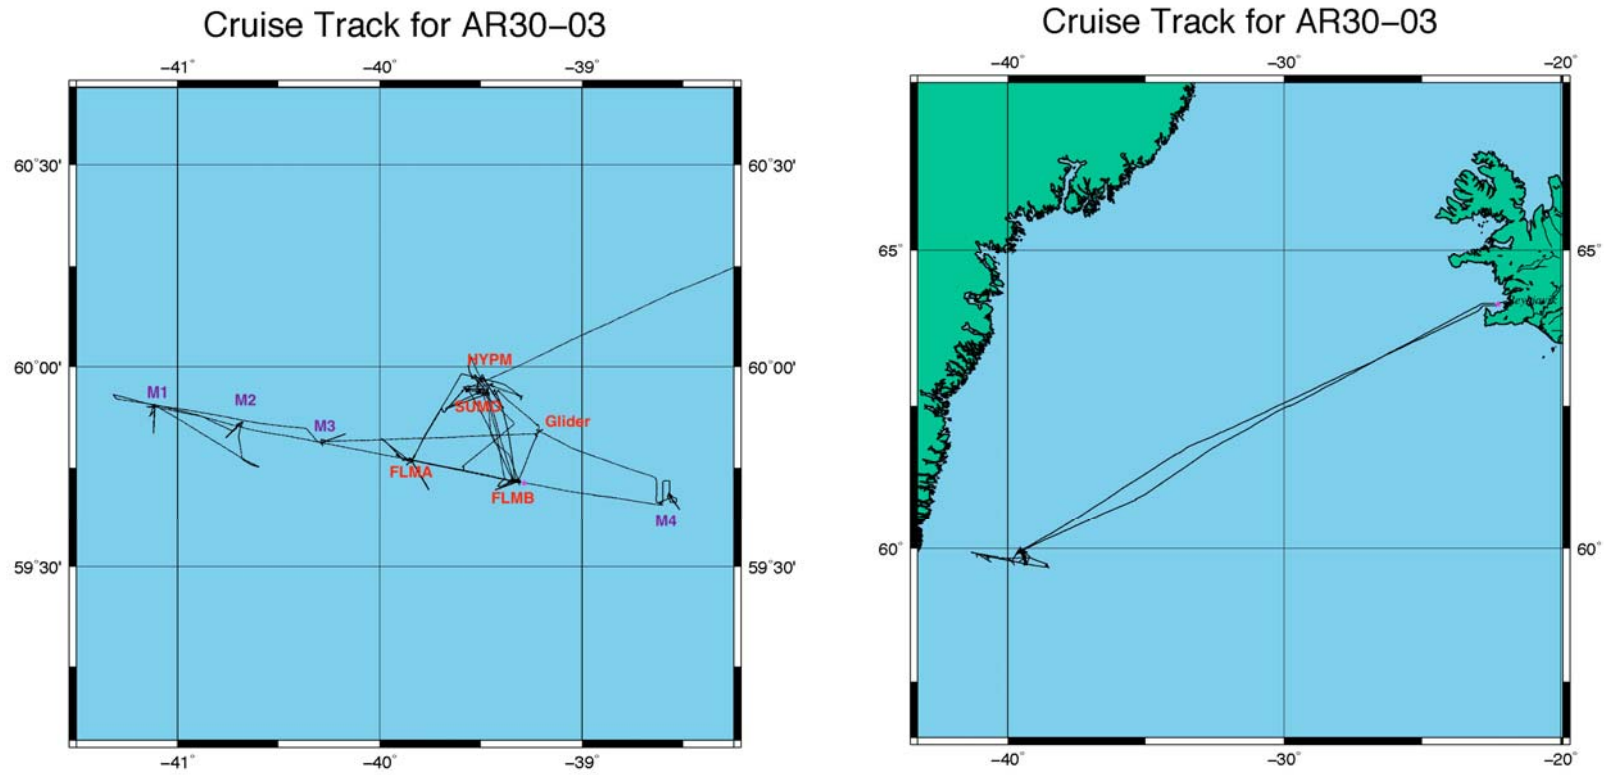 Cruise Track for AR30−03
−41° −40° −39°
60°30' 60°30'
HYPM
60°00' 60°00'
M1
M2
SUMO
M3
Glider
FLMA
FLMB
M4
59°30' 59°30'
−41° −40° −39°
Cruise Track for AR30−03
−40° −30° −20°
65° 65°
60° 60°
−40° −30° −20°